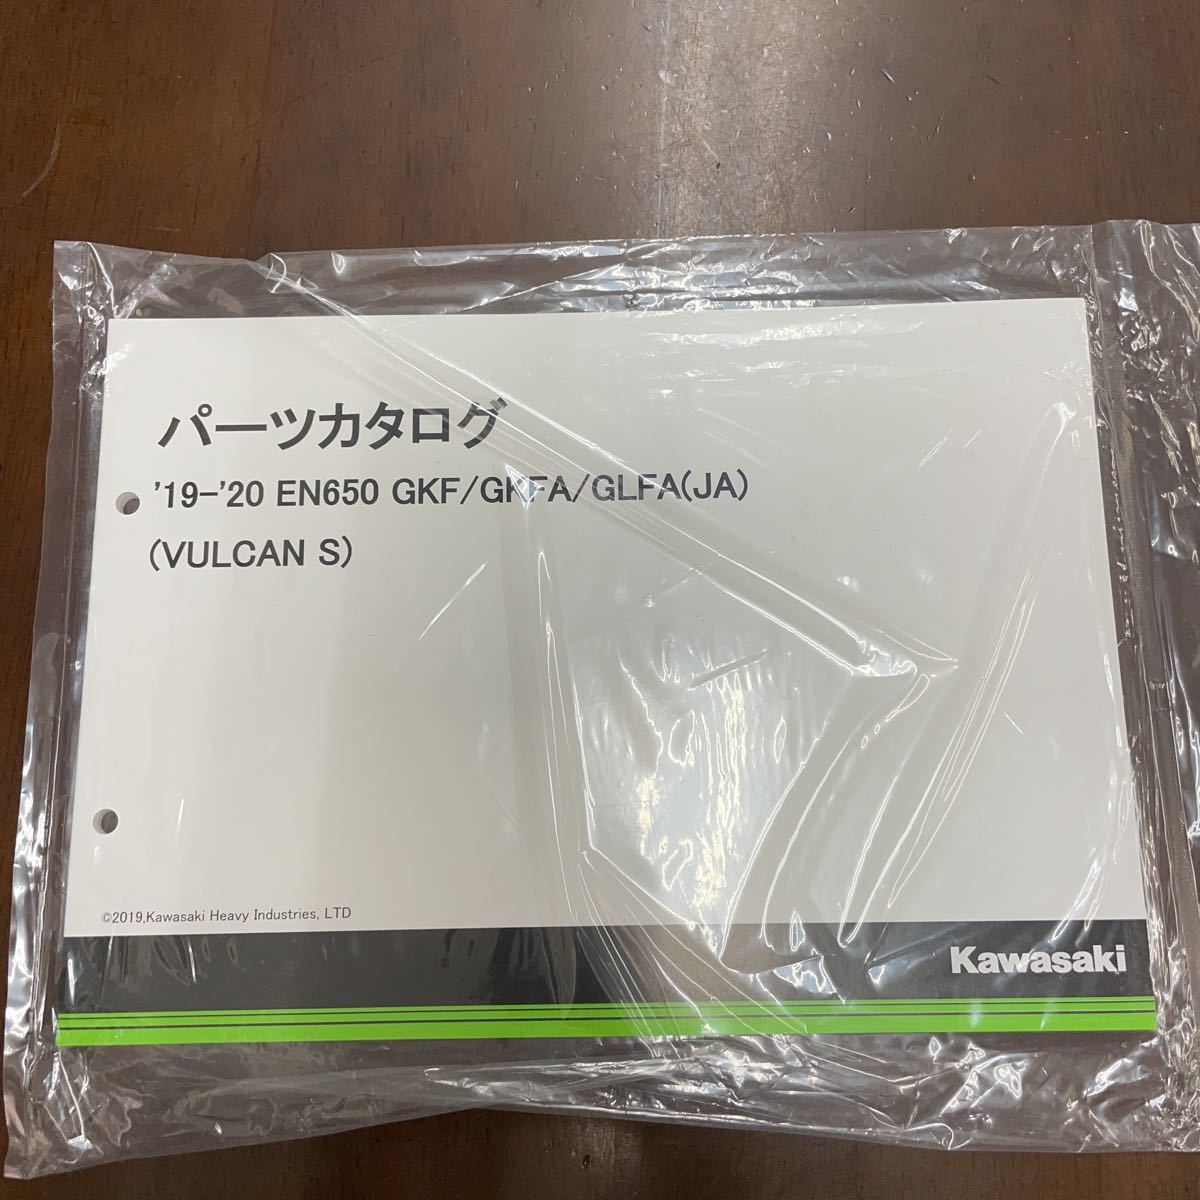 パーツカタログ
'19-'20 EN650 GKF/GKFA/GLFA(JA)
(VULCAN S)
©2019,Kawasaki Heavy Industries, LTD
Kawasaki